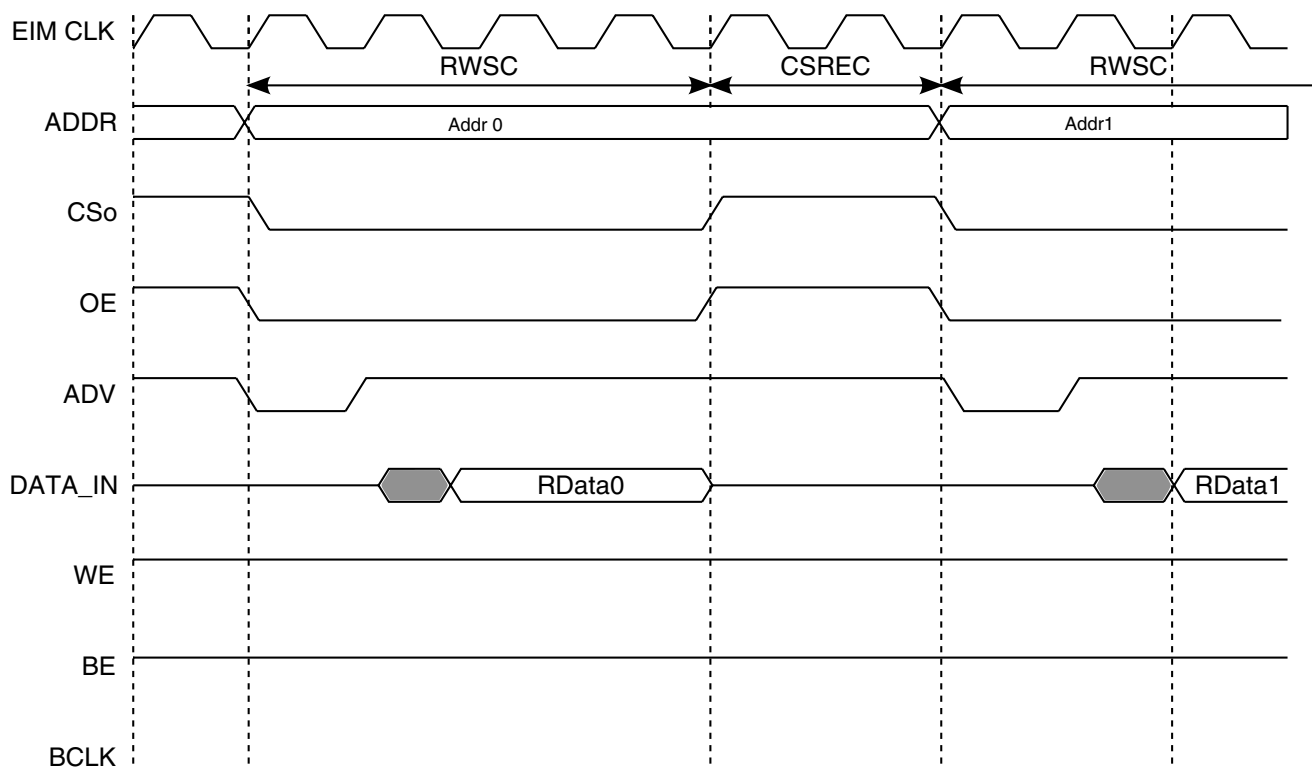 EIM CLK
RWSC CSREC RWSC
ADDR Addr 0 Addr1
CSo
OE
ADV
DATA_IN RData0 RData1
WE
BE
BCLK